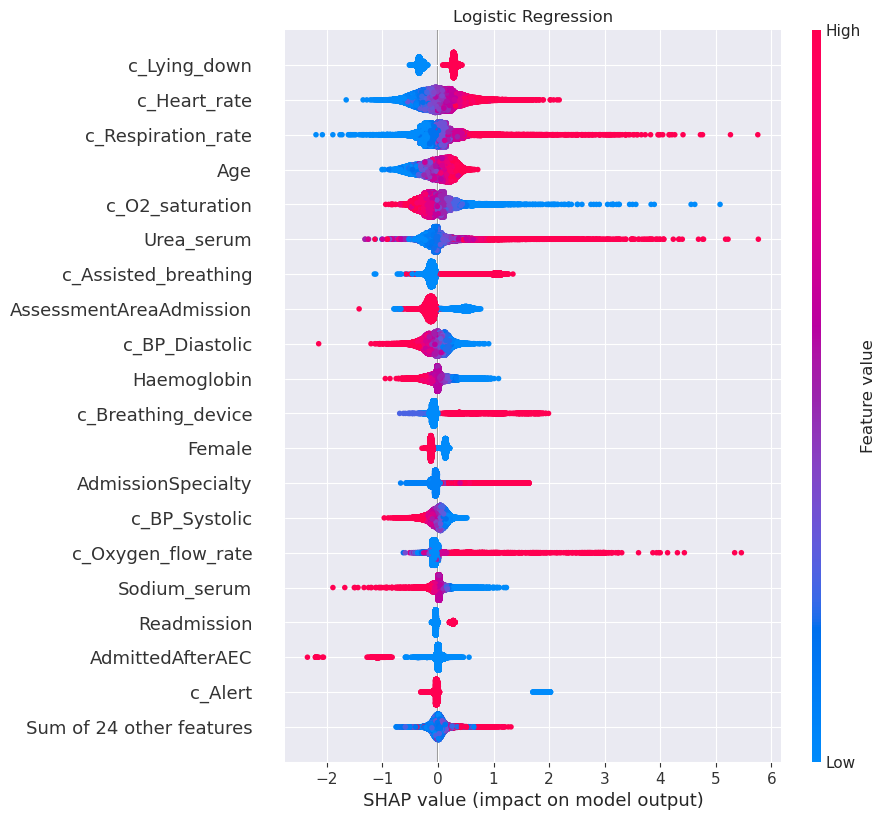 Logistic Regression
High
c_Lying_down
c_Heart_rate
c_Respiration_rate
Age
c_O2_saturation
Urea_serum
c_Assisted_breathing
AssessmentAreaAdmission
c_BP_Diastolic
Haemoglobin
c_Breathing_device
Female
AdmissionSpecialty
c_BP_Systolic
c_Oxygen_flow_rate
Sodium_serum
Readmission
AdmittedAfterAEC
c_Alert
Sum of 24 other features
Feature value
Low
−2 −1 0 1 2 3 4 5 6
SHAP value (impact on model output)